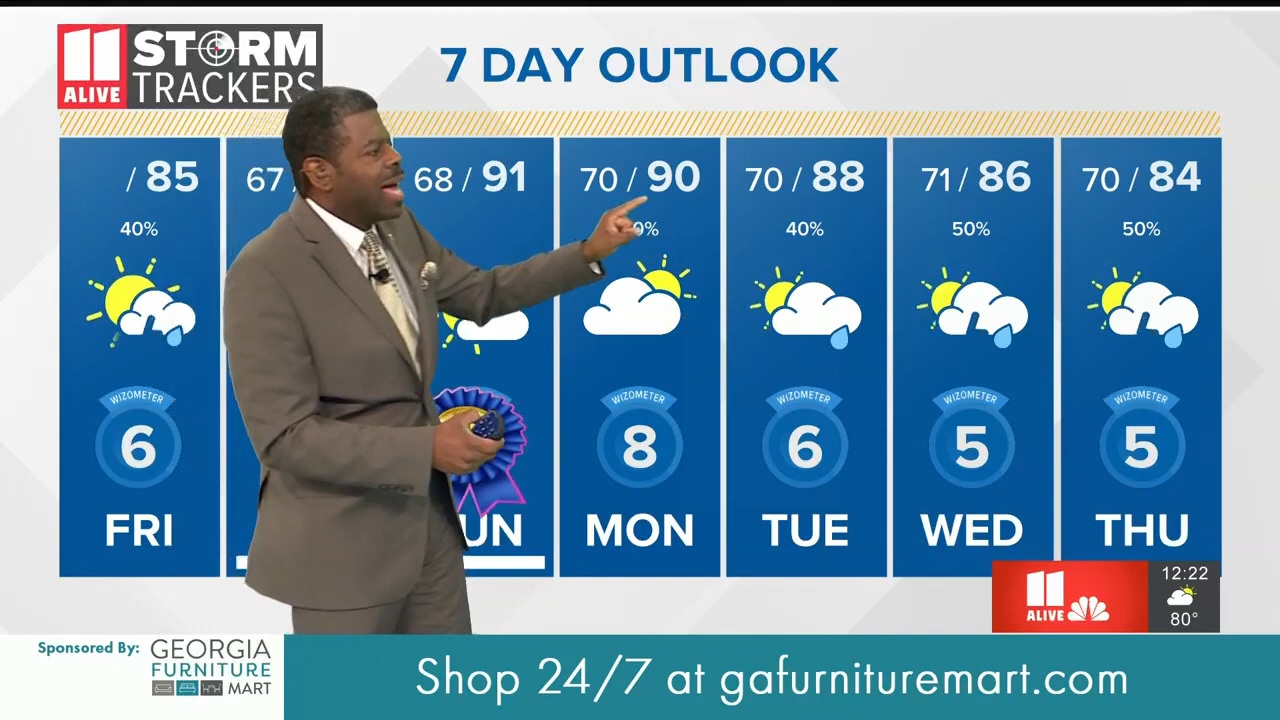 11 ALIVE STORM TRACKERS
7 DAY OUTLOOK
/ 85
67
68 / 91
70 / 90
70 / 88
71 / 86
70 / 84
40%
0%
40%
50%
50%
WIZOMETER
WIZOMETER
WIZOMETER
WIZOMETER
WIZOMETER
6
8
6
5
5
FRI
UN
MON
TUE
WED
THU
11 ALIVE
12:22
80°
Sponsored By:
GEORGIA
FURNITURE
MART
Shop 24/7 at gafurnituremart.com